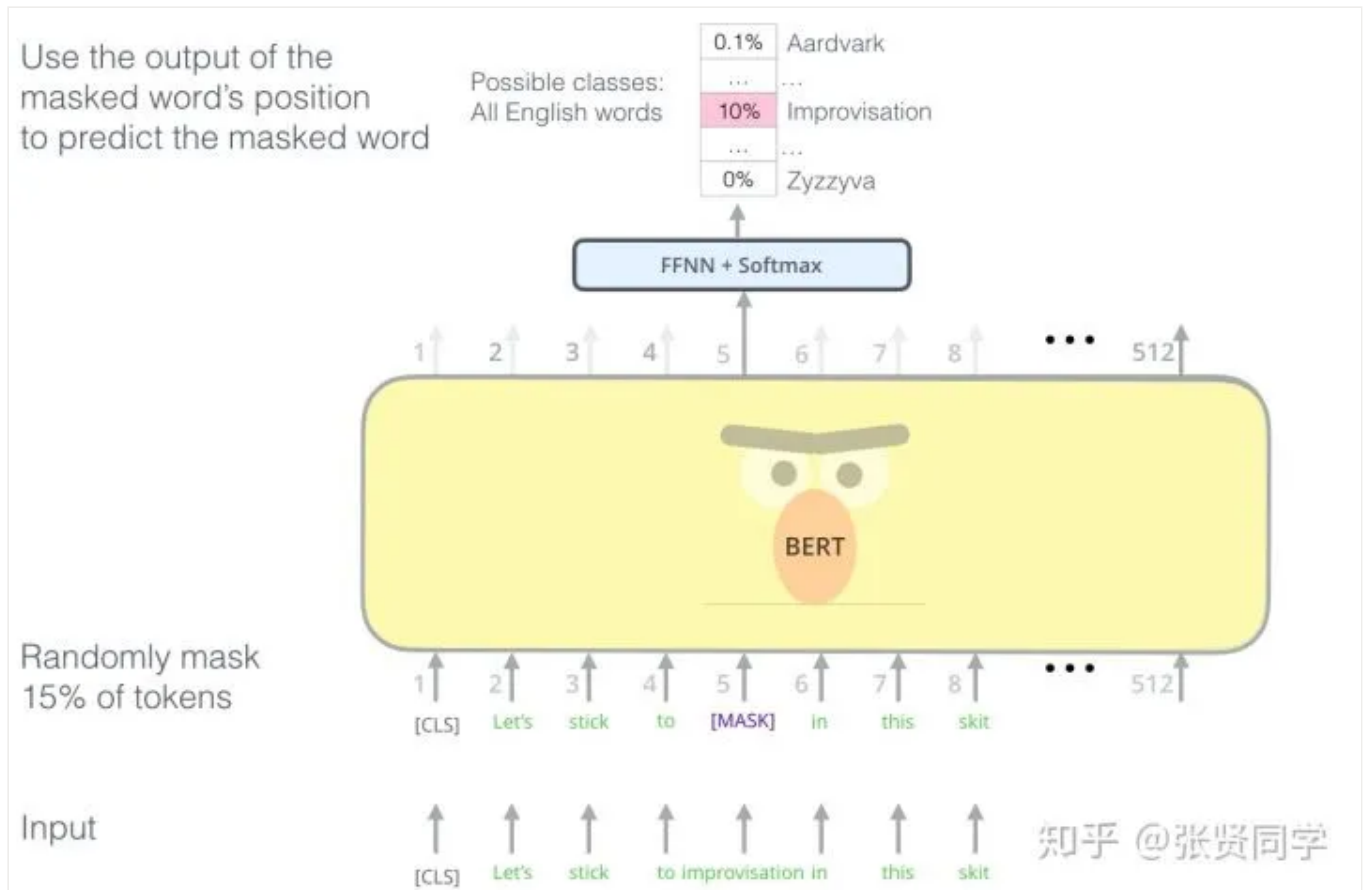 Use the output of the
masked word's position
to predict the masked word
Possible classes:
All English words
0.1% Aardvark
... ...
10% Improvisation
... ...
0% Zyzzyva
FFNN + Softmax
1 2 3 4 5 6 7 8 ••• 512
BERT
Randomly mask
15% of tokens
1 2 3 4 5 6 7 8 ••• 512
[CLS] Let's stick to [MASK] in this skit
Input
[CLS] Let's stick to improvisation in this skit
知乎 @张贤同学